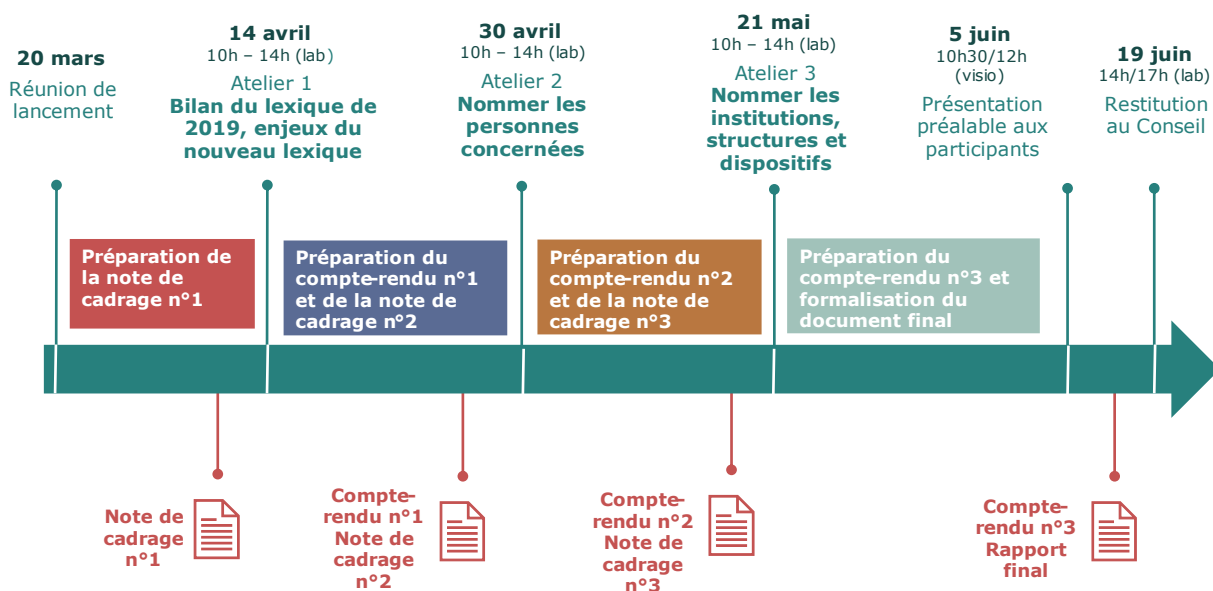 20 mars
Réunion de
lancement
14 avril
10h – 14h (lab)
Atelier 1
Bilan du lexique de
2019, enjeux du
nouveau lexique
30 avril
10h – 14h (lab)
Atelier 2
Nommer les
personnes
concernées
21 mai
10h – 14h (lab)
Atelier 3
Nommer les
institutions,
structures et
dispositifs
5 juin
10h30/12h
(visio)
Présentation
préalable aux
participants
19 juin
14h/17h (lab)
Restitution
au Conseil
Préparation de
la note de
cadrage n°1
Préparation du
compte-rendu n°1
et de la note de
cadrage n°2
Préparation du
compte-rendu n°2
et de la note de
cadrage n°3
Préparation du
compte-rendu n°3 et
formalisation du
document final
Note de
cadrage
n°1
Compte-
rendu n°1
Note de
cadrage
n°2
Compte-
rendu n°2
Note de
cadrage
n°3
Compte-
rendu n°3
Rapport
final